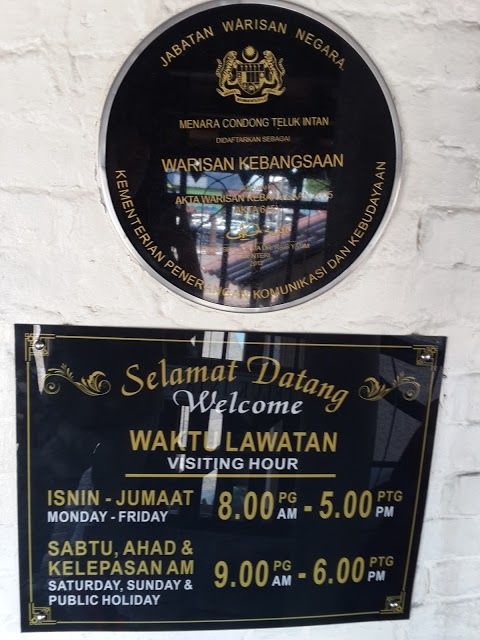 JABATAN WARISAN NEGARA
MENARA CONDONG TELUK INTAN
DIDAFTARKAN SEBAGAI
WARISAN KEBANGSAAN
AKTA WARISAN
KEMENTERIAN PENERANGAN KOMUNIKASI DAN KEBUDAYAAN
Selamat Datang
Welcome
WAKTU LAWATAN
VISITING HOUR
ISNIN - JUMAAT 8.00 PG - 5.00 PTG
MONDAY - FRIDAY AM PM
SABTU, AHAD &
KELEPASAN AM 9.00 PG - 6.00 PTG
SATURDAY, SUNDAY & AM PM
PUBLIC HOLIDAY